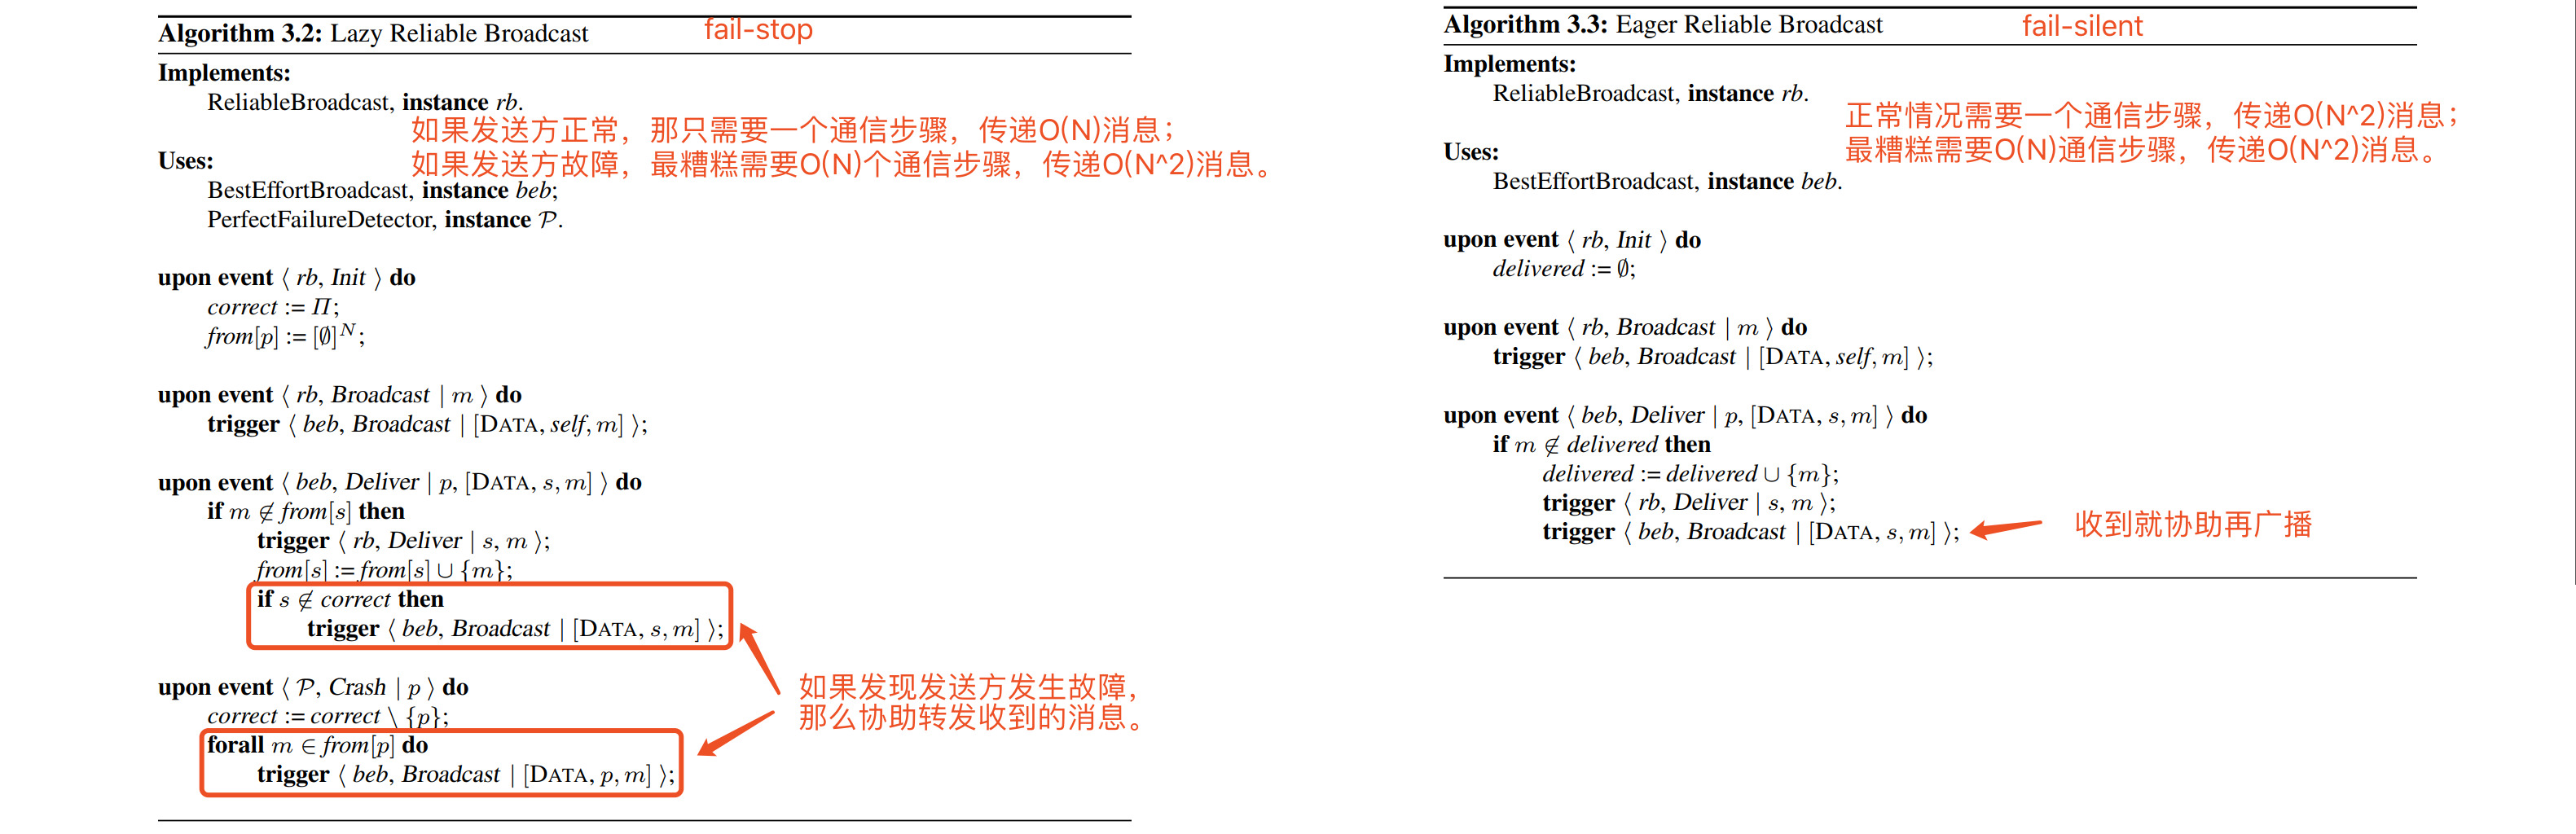 Algorithm 3.2: Lazy Reliable Broadcast
fail-stop
Implements:
ReliableBroadcast, instance rb.
如果发送方正常，那只需要一个通信步骤，传递O(N)消息；
如果发送方故障，最糟糕需要O(N)个通信步骤，传递O(N^2)消息。
Uses:
BestEffortBroadcast, instance beb;
PerfectFailureDetector, instance 𝒫.
upon event ⟨ rb, Init ⟩ do
correct := Π;
from[p] := [∅]^N;
upon event ⟨ rb, Broadcast | m ⟩ do
trigger ⟨ beb, Broadcast | [DATA, self, m] ⟩;
upon event ⟨ beb, Deliver | p, [DATA, s, m] ⟩ do
if m ∉ from[s] then
trigger ⟨ rb, Deliver | s, m ⟩;
from[s] := from[s] ∪ {m};
if s ∉ correct then
trigger ⟨ beb, Broadcast | [DATA, s, m] ⟩;
upon event ⟨ 𝒫, Crash | p ⟩ do
correct := correct \ {p};
forall m ∈ from[p] do
trigger ⟨ beb, Broadcast | [DATA, p, m] ⟩;
如果发现发送方发生故障，
那么协助转发收到的消息。
Algorithm 3.3: Eager Reliable Broadcast
fail-silent
Implements:
ReliableBroadcast, instance rb.
正常情况需要一个通信步骤，传递O(N^2)消息；
最糟糕需要O(N)通信步骤，传递O(N^2)消息。
Uses:
BestEffortBroadcast, instance beb.
upon event ⟨ rb, Init ⟩ do
delivered := ∅;
upon event ⟨ rb, Broadcast | m ⟩ do
trigger ⟨ beb, Broadcast | [DATA, self, m] ⟩;
upon event ⟨ beb, Deliver | p, [DATA, s, m] ⟩ do
if m ∉ delivered then
delivered := delivered ∪ {m};
trigger ⟨ rb, Deliver | s, m ⟩;
trigger ⟨ beb, Broadcast | [DATA, s, m] ⟩;
收到就协助再广播